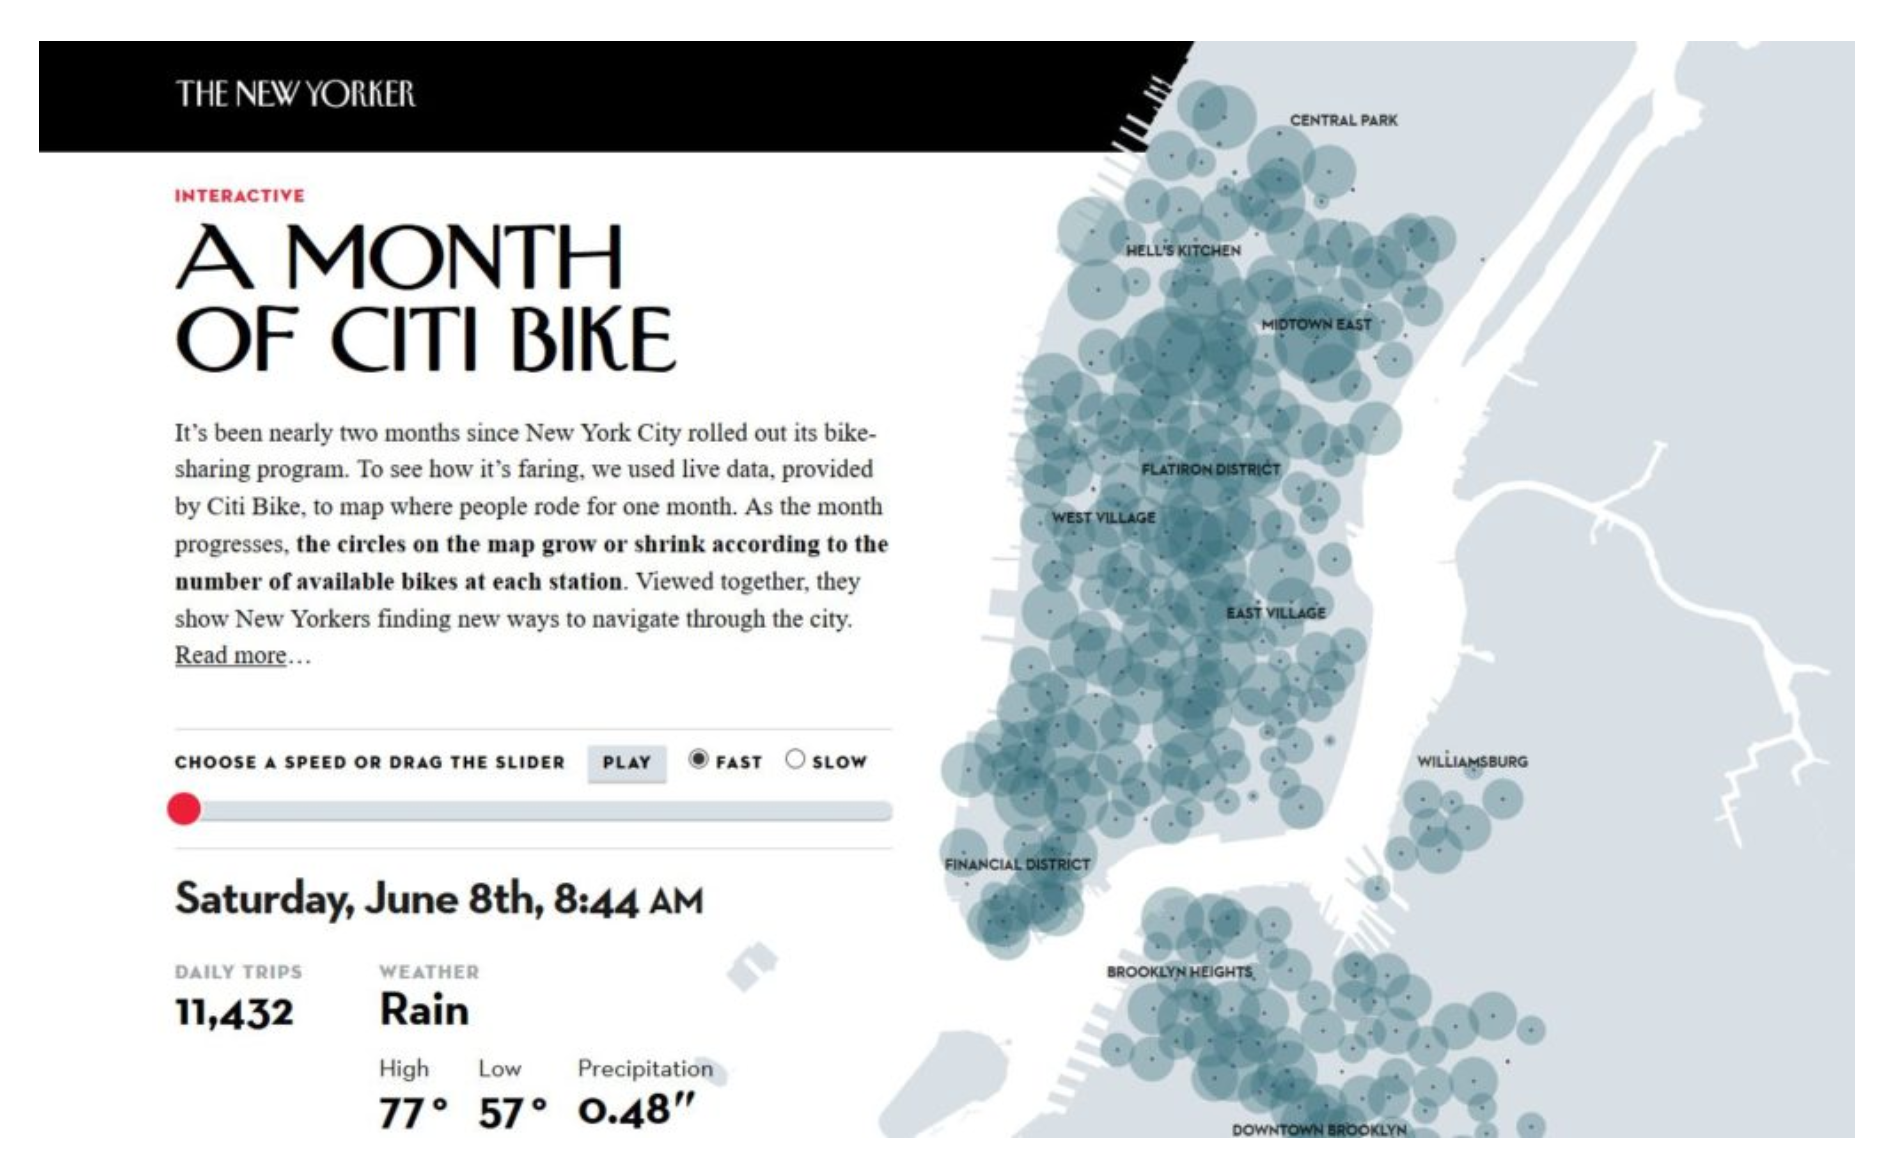 THE NEW YORKER
INTERACTIVE
A MONTH
OF CITI BIKE
It's been nearly two months since New York City rolled out its bike-
sharing program. To see how it's faring, we used live data, provided
by Citi Bike, to map where people rode for one month. As the month
progresses, the circles on the map grow or shrink according to the
number of available bikes at each station. Viewed together, they
show New Yorkers finding new ways to navigate through the city.
Read more…
CHOOSE A SPEED OR DRAG THE SLIDER PLAY FAST SLOW
Saturday, June 8th, 8:44 AM
DAILY TRIPS
11,432
WEATHER
Rain
High Low Precipitation
77° 57° 0.48"
CENTRAL PARK
HELL'S KITCHEN
MIDTOWN EAST
FLATIRON DISTRICT
WEST VILLAGE
EAST VILLAGE
WILLIAMSBURG
FINANCIAL DISTRICT
BROOKLYN HEIGHTS
DOWNTOWN BROOKLYN